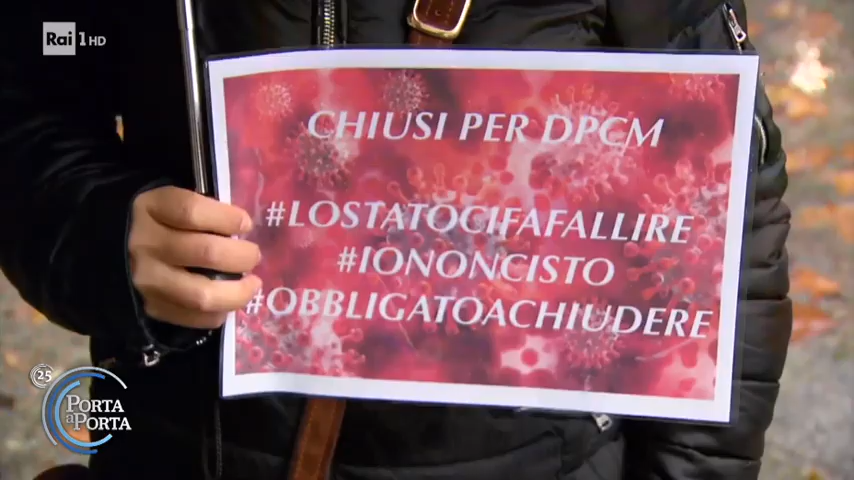 Rai 1 HD
CHIUSI PER DPCM
#LOSTATOCIFAFALLIRE
#IONONCISTO
#OBBLIGATOACHIUDERE
25
PORTA
a PORTA